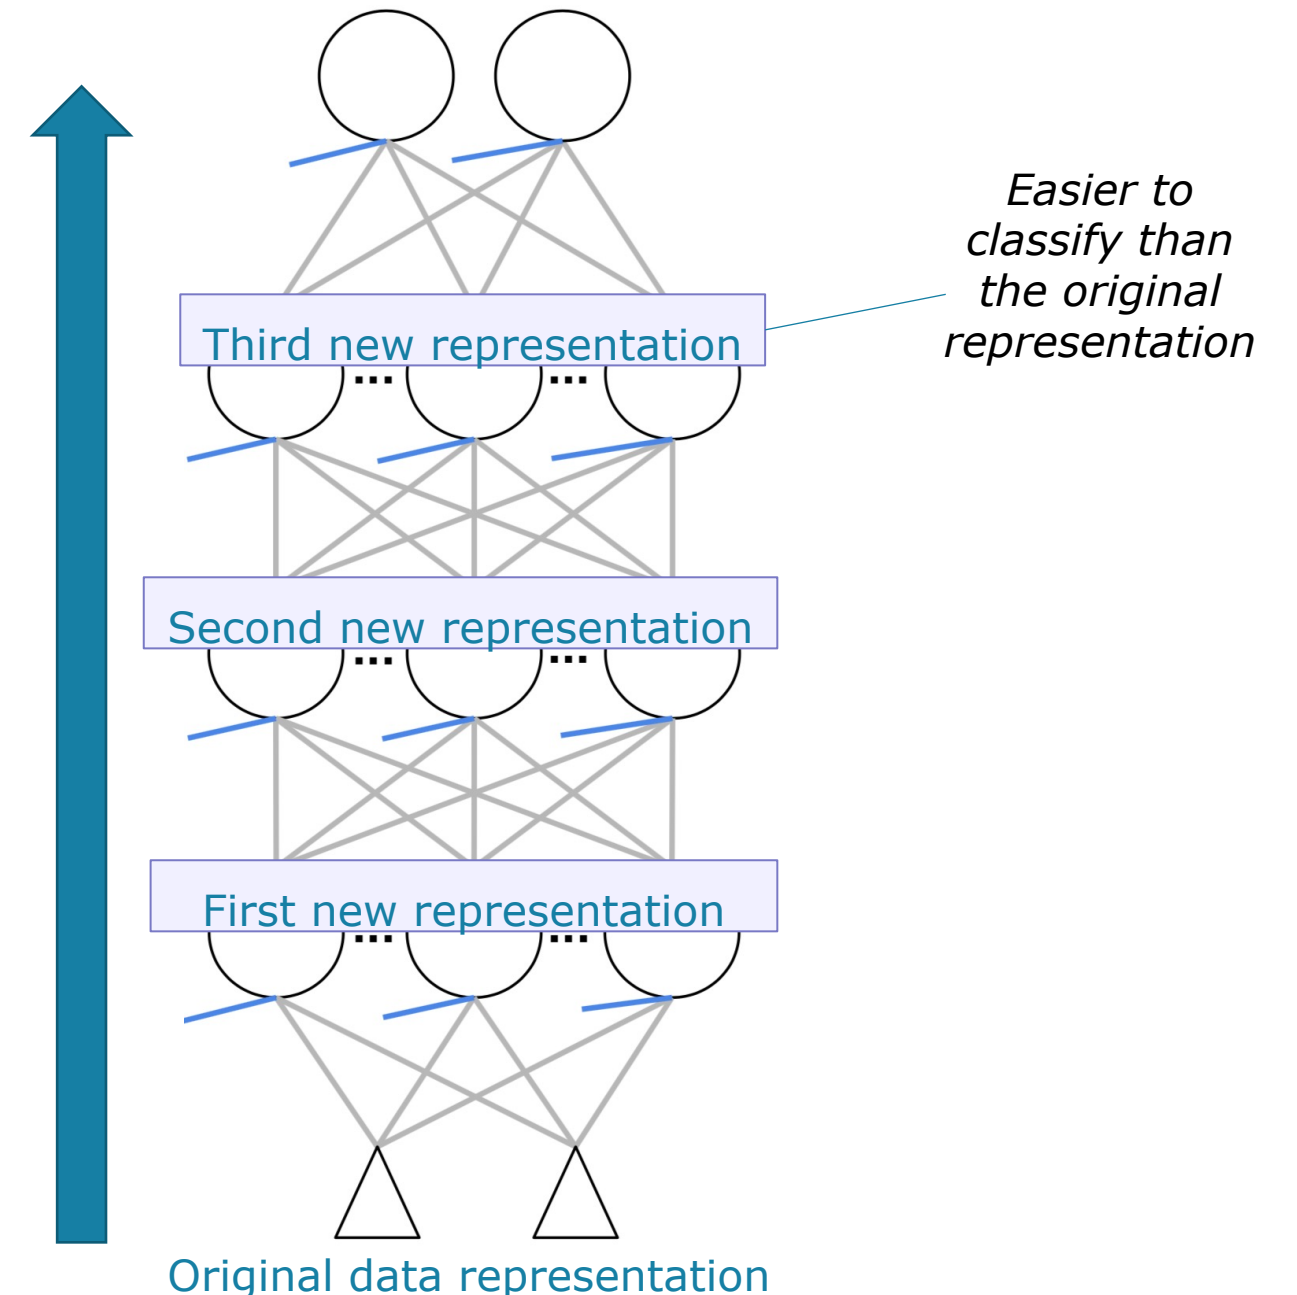 Easier to
classify than
the original
representation
Third new representation
... ...
Second new representation
... ...
First new representation
... ...
Original data representation